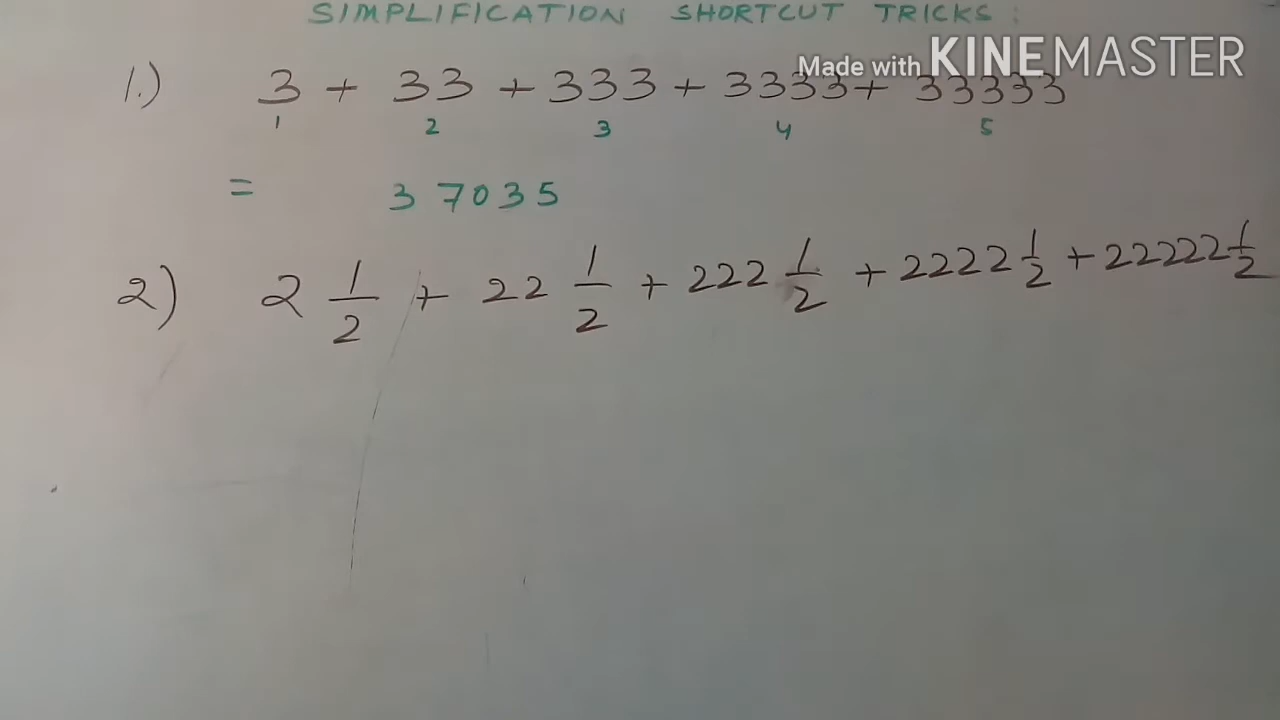 SIMPLIFICATION SHORTCUT TRICKS :
Made with KINEMASTER
1.) 3 + 33 + 333 + 3333 + 33333
1 2 3 4 5
= 37035
2) 2 1/2 + 22 1/2 + 222 1/2 + 2222 1/2 + 22222 1/2